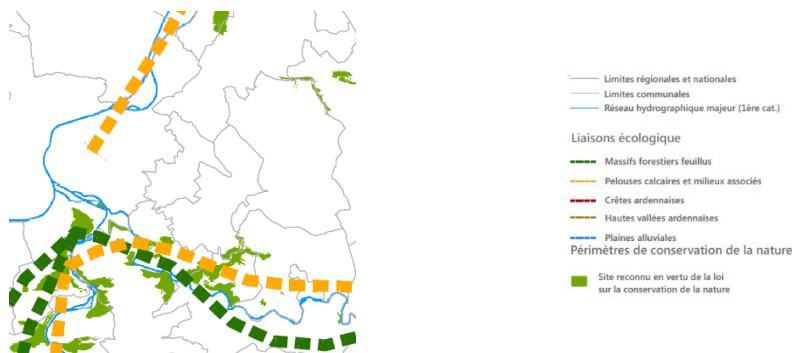 Limites régionales et nationales
Limites communales
Réseau hydrographique majeur (1ère cat.)
Liaisons écologique
Massifs forestiers feuillus
Pelouses calcaires et milieux associés
Crêtes ardennaises
Hautes vallées ardennaises
Plaines alluviales
Périmètres de conservation de la nature
Site reconnu en vertu de la loi
sur la conservation de la nature